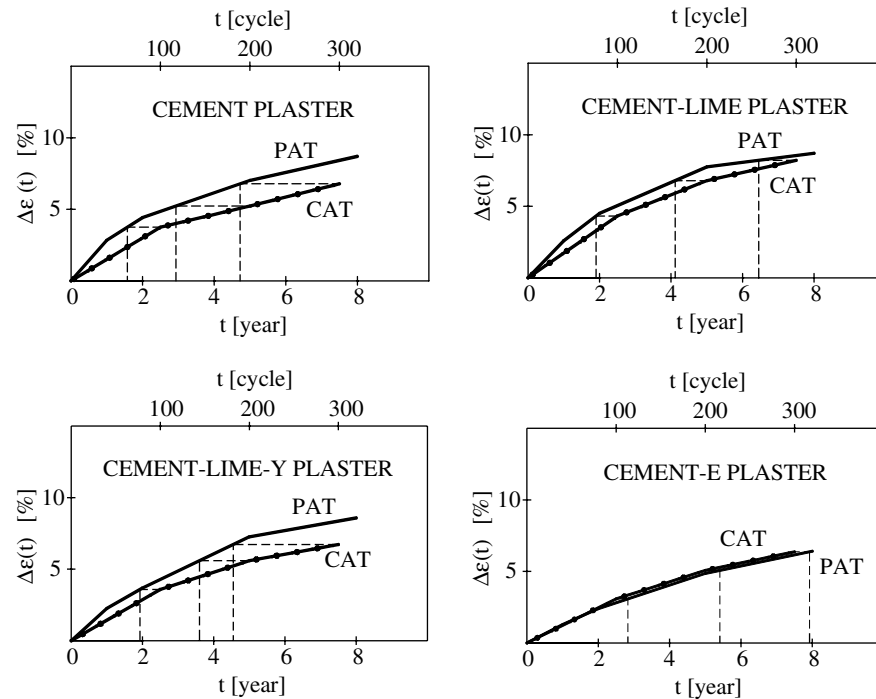 t [cycle]
100 200 300
CEMENT PLASTER
10
5
Δε(t) [%]
PAT
CAT
0 2 4 6 8
t [year]
t [cycle]
100 200 300
CEMENT-LIME PLASTER
10
5
Δε(t) [%]
PAT
CAT
0 2 4 6 8
t [year]
t [cycle]
100 200 300
CEMENT-LIME-Y PLASTER
10
5
Δε(t) [%]
PAT
CAT
0 2 4 6 8
t [year]
t [cycle]
100 200 300
CEMENT-E PLASTER
10
5
Δε(t) [%]
CAT
PAT
0 2 4 6 8
t [year]